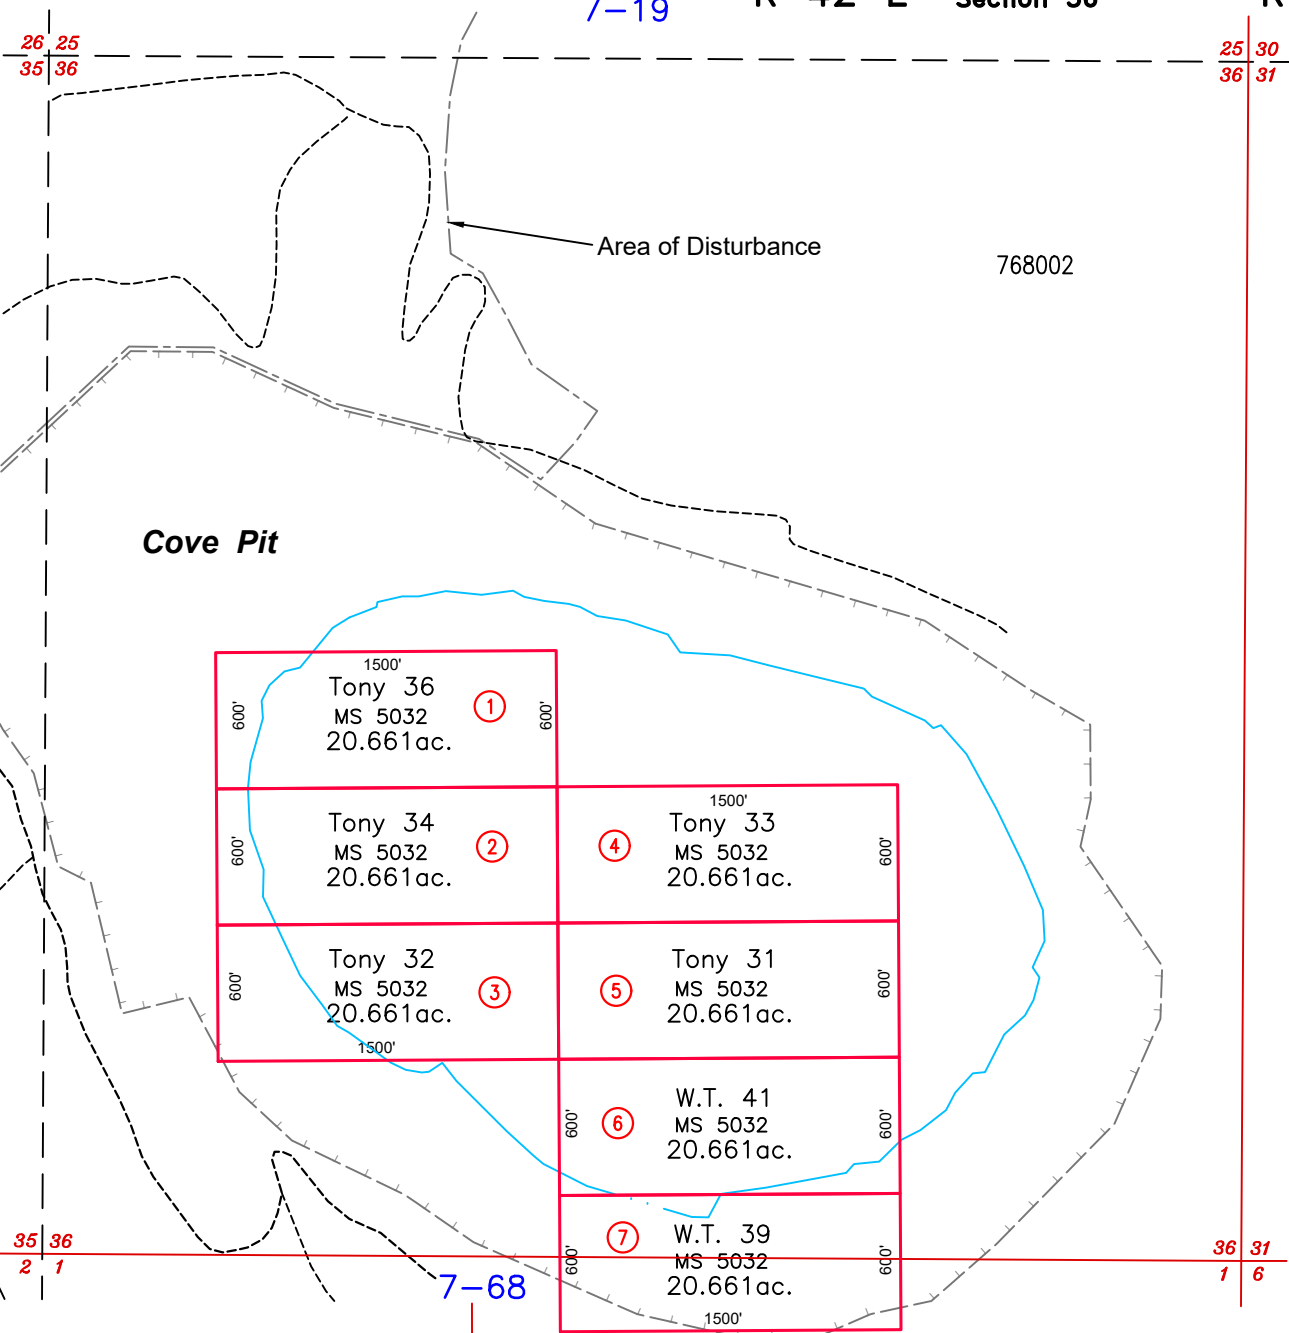 7-19
R 42 E Section 36
R
26 25
35 36
25 30
36 31
Area of Disturbance
768002
Cove Pit
1500'
Tony 36
MS 5032
20.661ac.
1
600'
600'
Tony 34
MS 5032
20.661ac.
2
600'
1500'
Tony 33
MS 5032
20.661ac.
4
600'
Tony 32
MS 5032
20.661ac.
3
600'
1500'
Tony 31
MS 5032
20.661ac.
5
600'
W.T. 41
MS 5032
20.661ac.
6
600'
600'
W.T. 39
MS 5032
20.661ac.
7
600'
600'
1500'
35 36
2 1
36 31
1 6
7-68